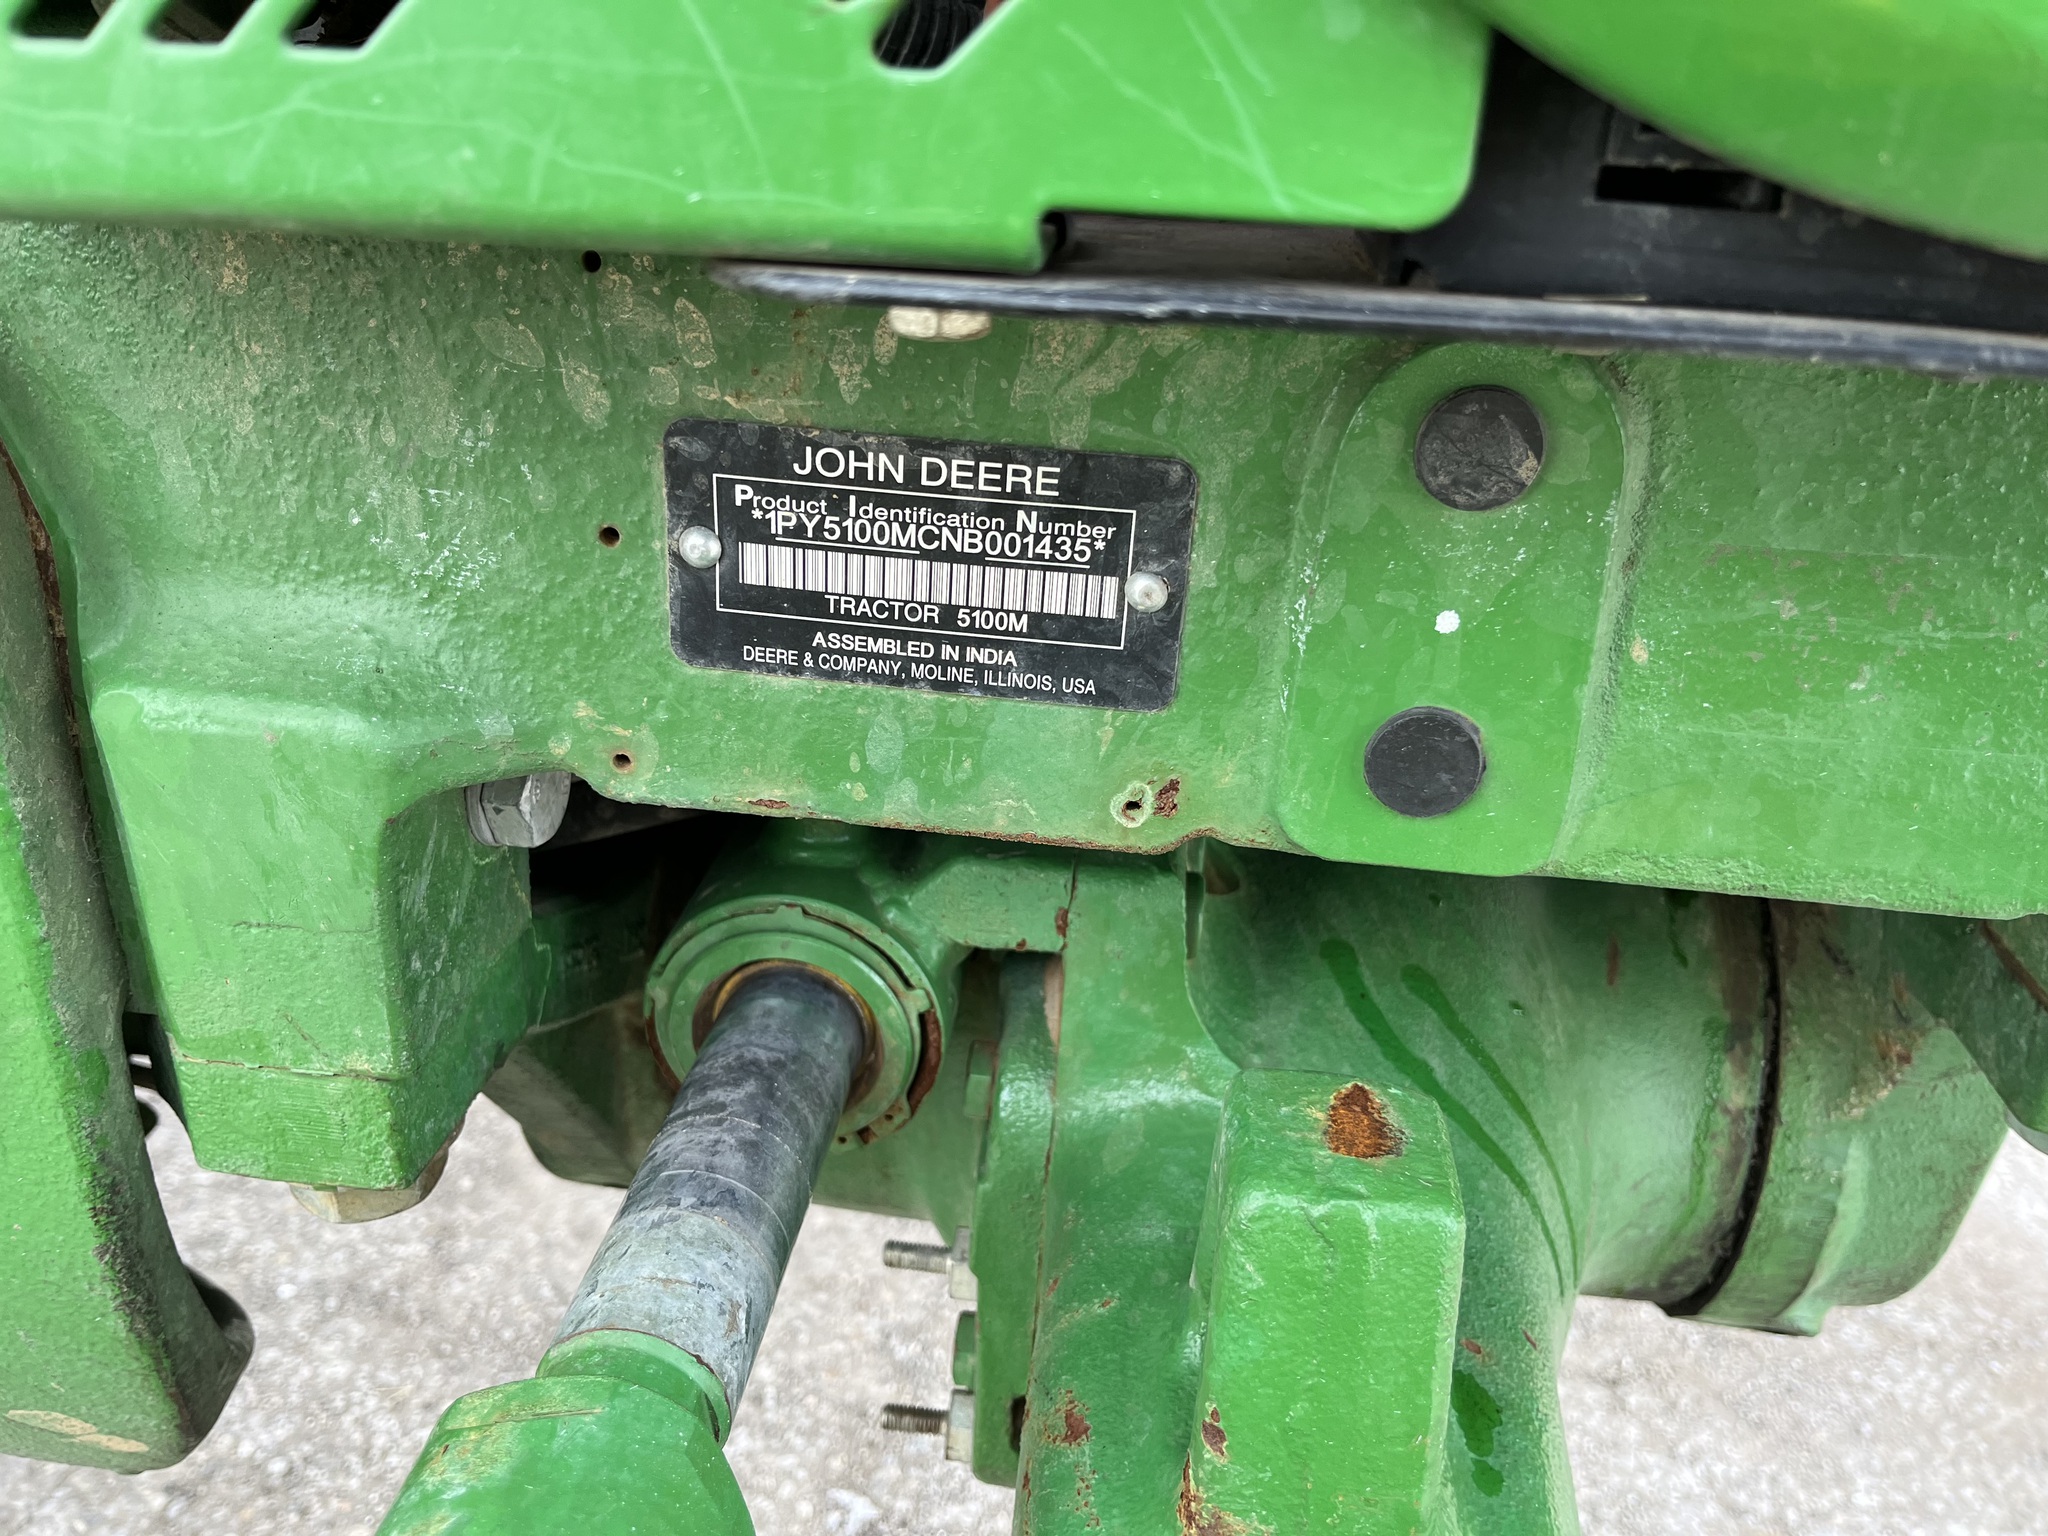 JOHN DEERE
Product Identification Number
*1PY5100MCNB001435*
TRACTOR 5100M
ASSEMBLED IN INDIA
DEERE & COMPANY, MOLINE, ILLINOIS, USA